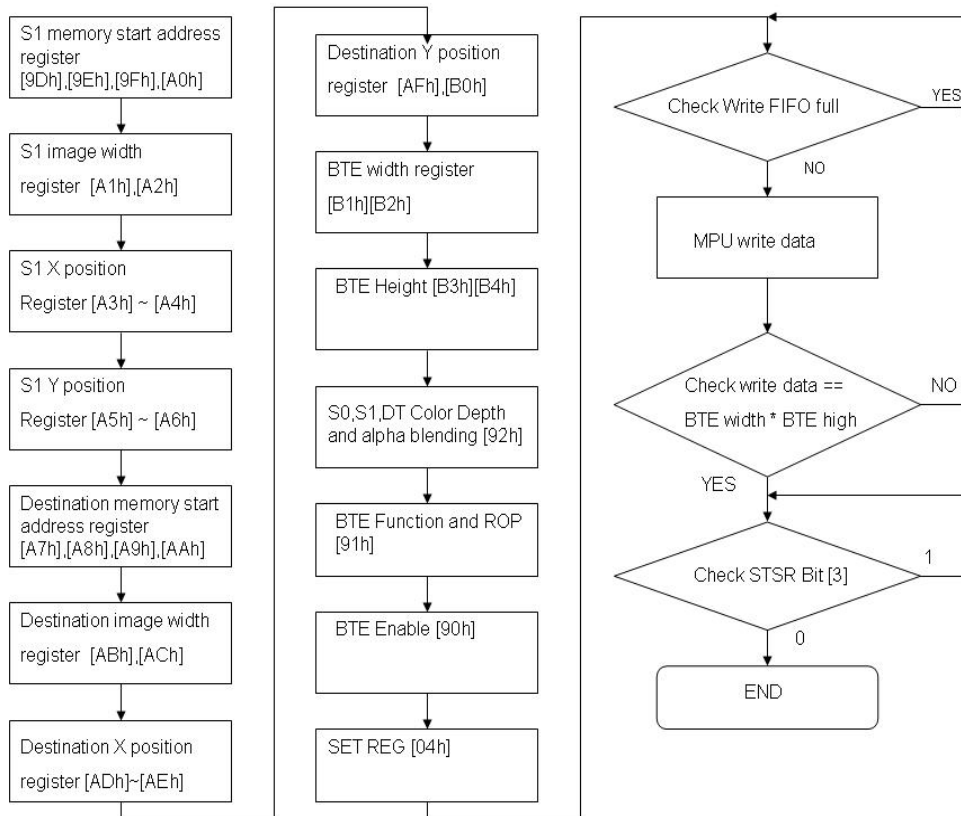 S1 memory start address
register
[9Dh],[9Eh],[9Fh],[A0h]
S1 image width
register [A1h],[A2h]
S1 X position
Register [A3h] ~ [A4h]
S1 Y position
Register [A5h] ~ [A6h]
Destination memory start
address register
[A7h],[A8h],[A9h],[AAh]
Destination image width
register [ABh],[ACh]
Destination X position
register [ADh]~[AEh]
Destination Y position
register [AFh],[B0h]
BTE width register
[B1h][B2h]
BTE Height [B3h][B4h]
S0,S1,DT Color Depth
and alpha blending [92h]
BTE Function and ROP
[91h]
BTE Enable [90h]
SET REG [04h]
Check Write FIFO full
YES
NO
MPU write data
Check write data ==
BTE width * BTE high
NO
YES
Check STSR Bit [3]
1
0
END